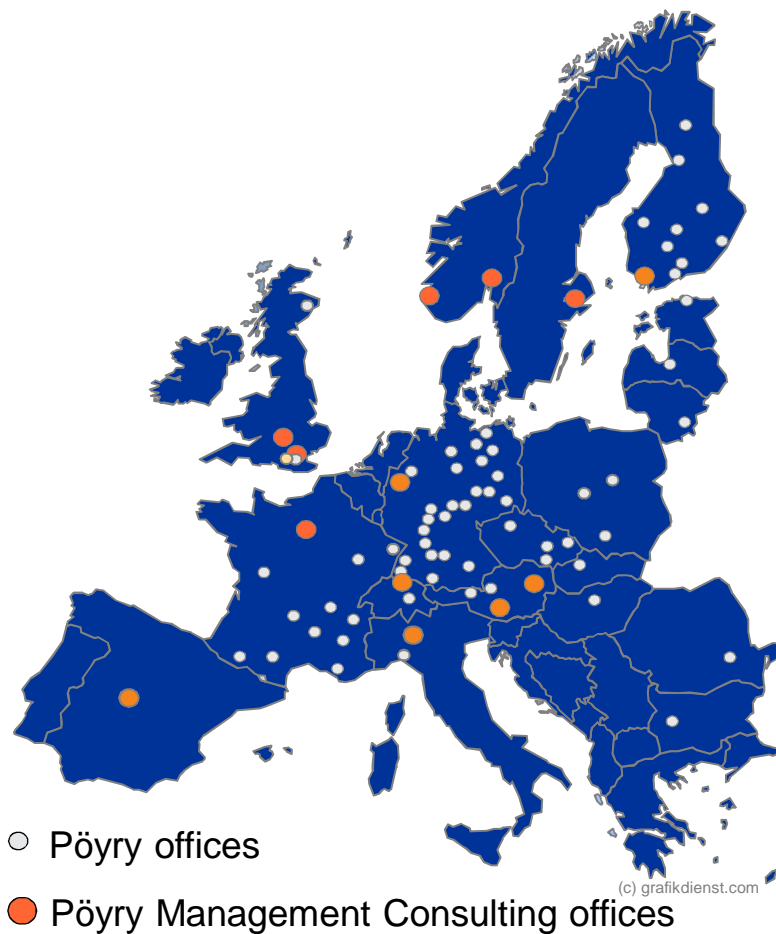 Pöyry offices
(c) grafikdienst.com
Pöyry Management Consulting offices